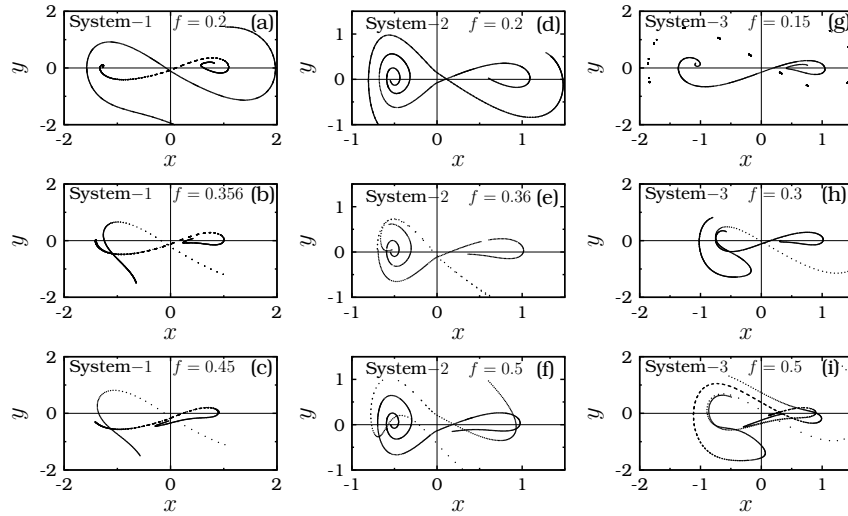 System-1 f = 0.2 (a)
2
0
-2
y
-2 0 2
x
System-2 f = 0.2 (d)
1
0
-1
y
-1 0 1
x
System-3 f = 0.15 (g)
2
0
-2
y
-2 -1 0 1
x
System-1 f = 0.356 (b)
2
0
-2
y
-2 -1 0 1 2
x
System-2 f = 0.36 (e)
1
0
-1
y
-1 0 1
x
System-3 f = 0.3 (h)
2
0
-2
y
-2 -1 0 1
x
System-1 f = 0.45 (c)
2
0
-2
y
-2 -1 0 1 2
x
System-2 f = 0.5 (f)
1
0
-1
y
-1 0 1
x
System-3 f = 0.5 (i)
2
0
-2
y
-2 -1 0 1
x